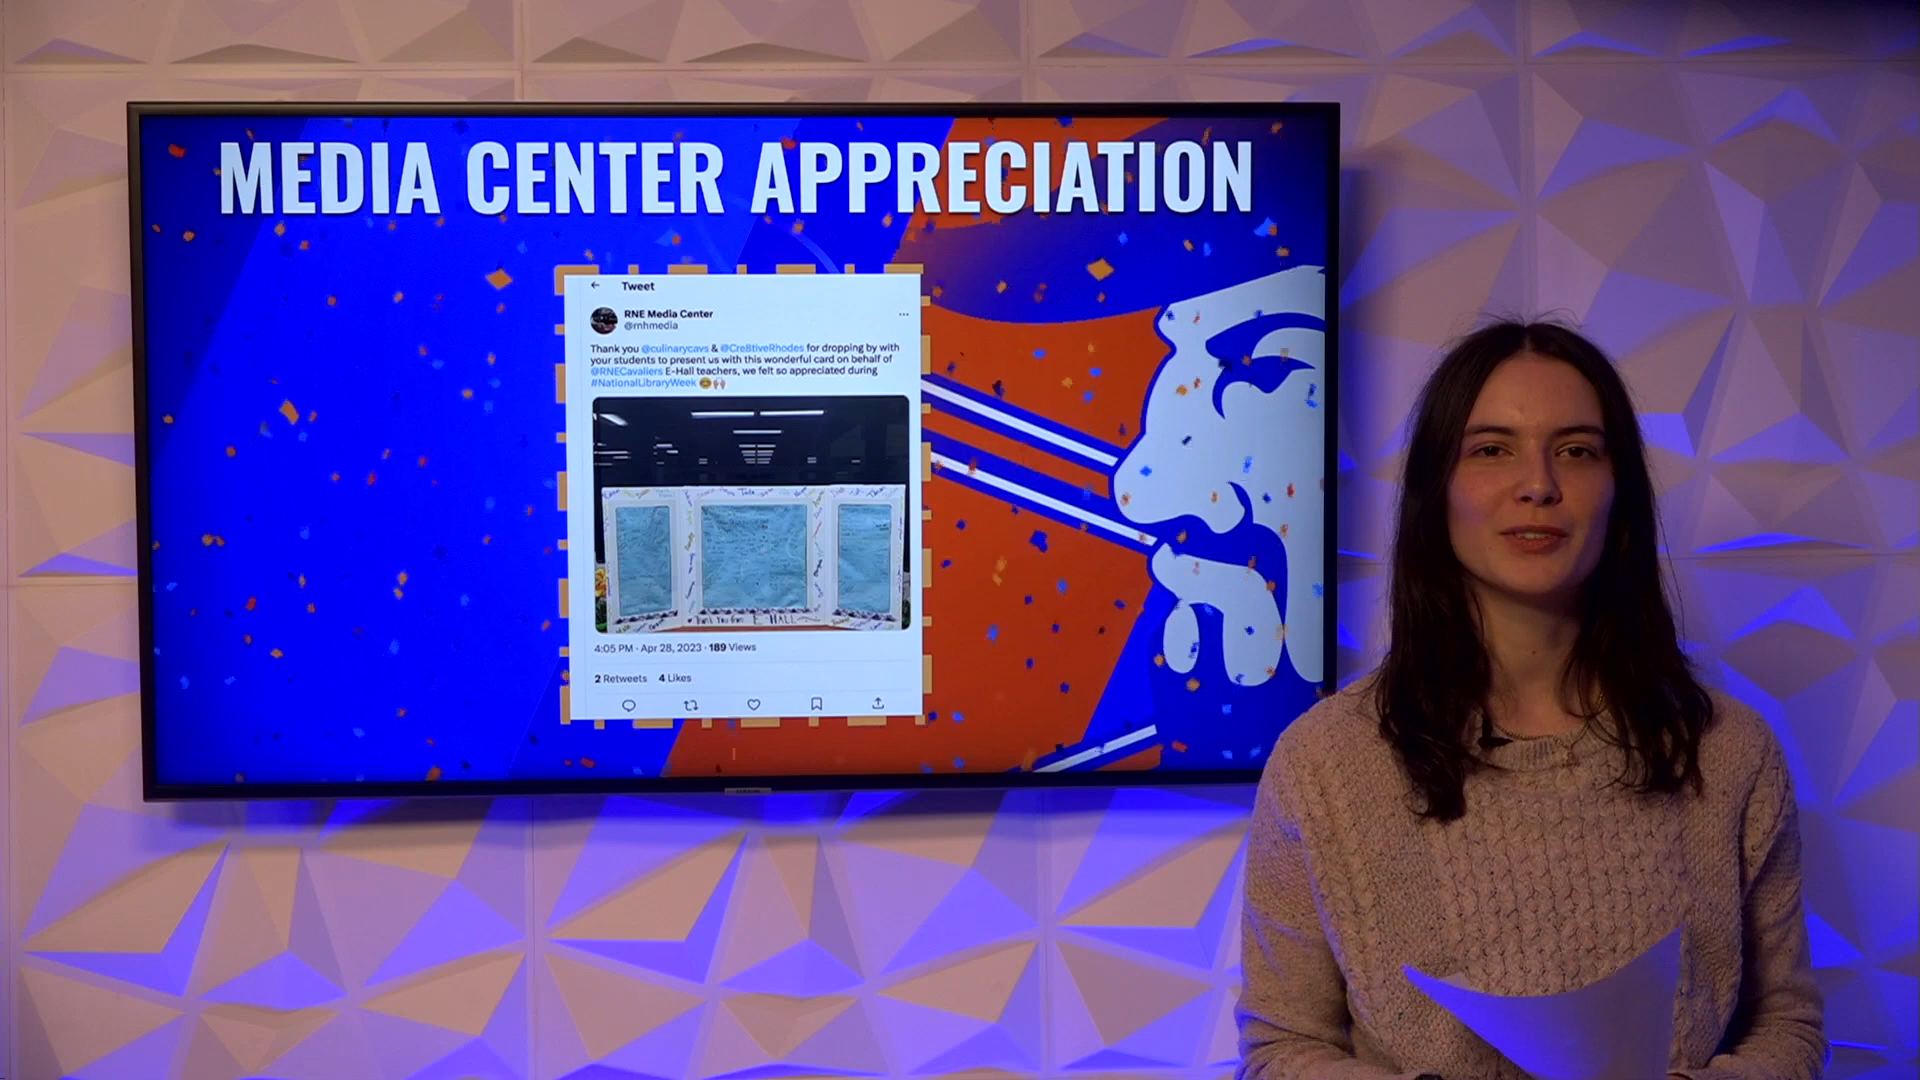 MEDIA CENTER APPRECIATION
← Tweet
RNE Media Center
@rnhmedia
Thank you @culinarycavs & @Cre8tiveRhodes for dropping by with
your students to present us with this wonderful card on behalf of
@RNECavaliers E-Hall teachers, we felt so appreciated during
#NationalLibraryWeek
E-HALL
4:05 PM · Apr 28, 2023 · 189 Views
2 Retweets 4 Likes
SAMSUNG